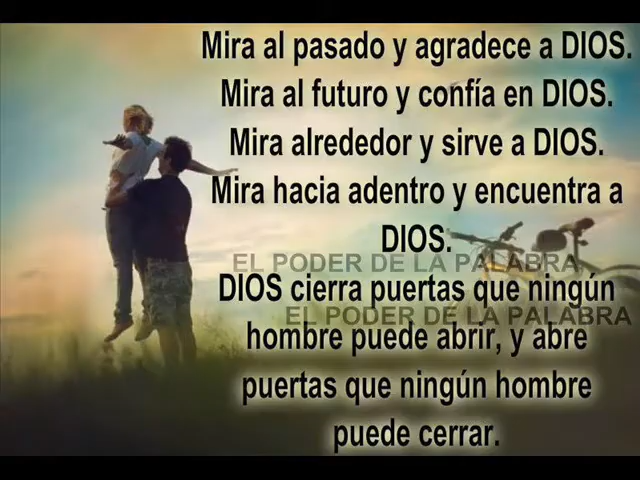 Mira al pasado y agradece a DIOS.
Mira al futuro y confía en DIOS.
Mira alrededor y sirve a DIOS.
Mira hacia adentro y encuentra a
DIOS.
EL PODER DE LA PALABRA
DIOS cierra puertas que ningún
EL PODER DE LA PALABRA
hombre puede abrir, y abre
puertas que ningún hombre
puede cerrar.